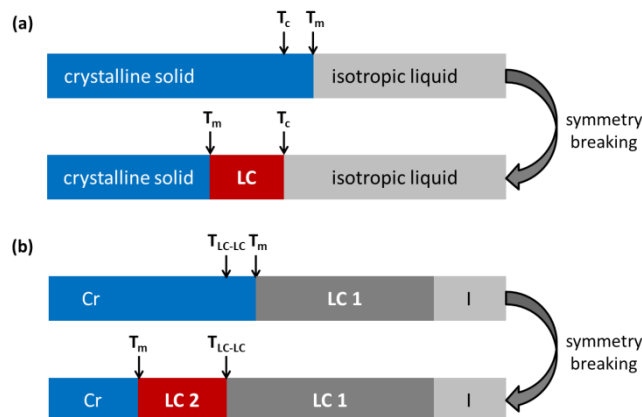 (a)
Tc Tm
crystalline solid isotropic liquid
Tm Tc
symmetry
breaking
crystalline solid LC isotropic liquid
(b)
TLC-LC Tm
Cr LC 1 I
Tm TLC-LC
symmetry
breaking
Cr LC 2 LC 1 I